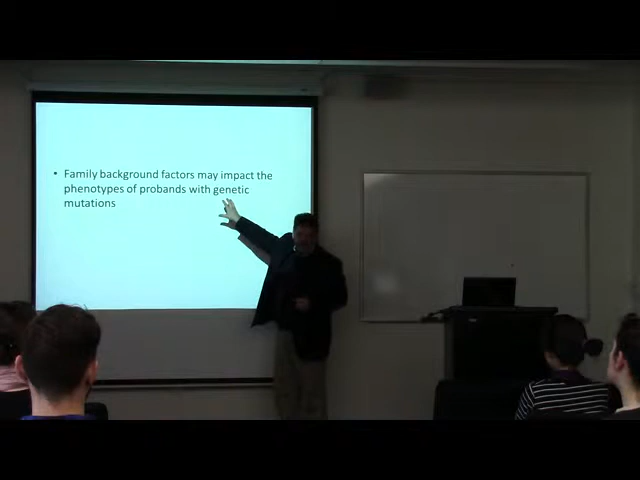 • Family background factors may impact the
phenotypes of probands with genetic
mutations